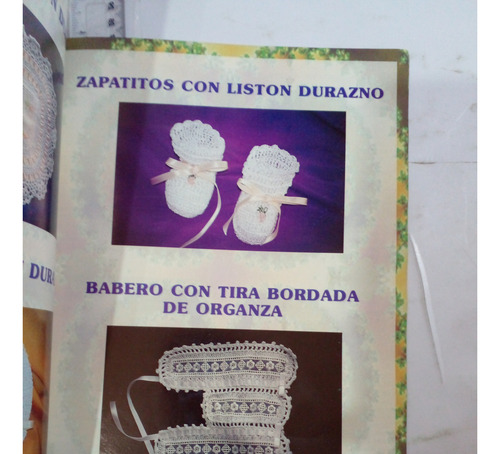 ZAPATITOS CON LISTON DURAZNO
BABERO CON TIRA BORDADA
DE ORGANZA